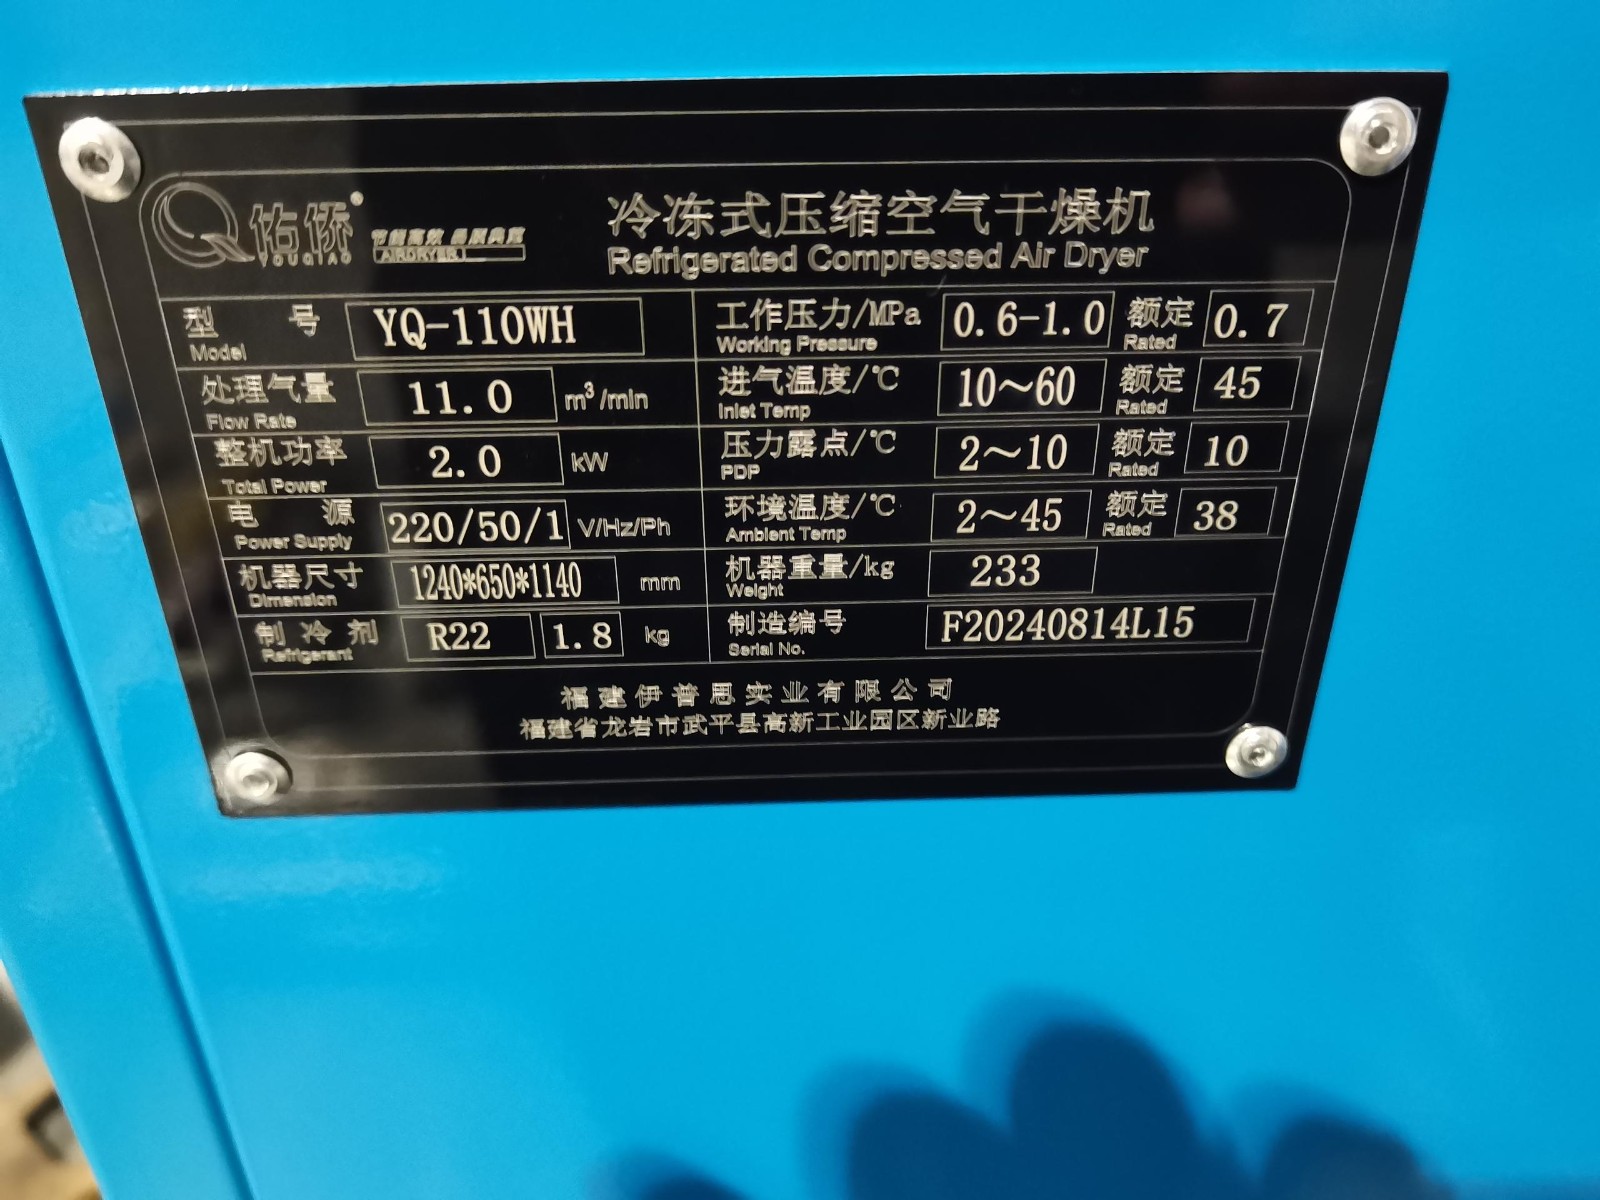 佑侨®
YOUQIAO
AIRDRYER
冷冻式压缩空气干燥机
Refrigerated Compressed Air Dryer
型 号 YQ-110WH
Model
工作压力/MPa 0.6-1.0 额定 0.7
Working Pressure Rated
处理气量 11.0 m³/min
Flow Rate
进气温度/℃ 10~60 额定 45
Inlet Temp Rated
整机功率 2.0 kW
Total Power
压力露点/℃ 2~10 额定 10
PDP Rated
电 源 220/50/1 V/Hz/Ph
Power Supply
环境温度/℃ 2~45 额定 38
Ambient Temp Rated
机器尺寸 1240*650*1140 mm
Dimension
机器重量/kg 233
Weight
制冷剂 R22 1.8 kg
Refrigerant
制造编号 F20240814L15
Serial No.
福建伊普思实业有限公司
福建省龙岩市武平县高新工业园区新业路